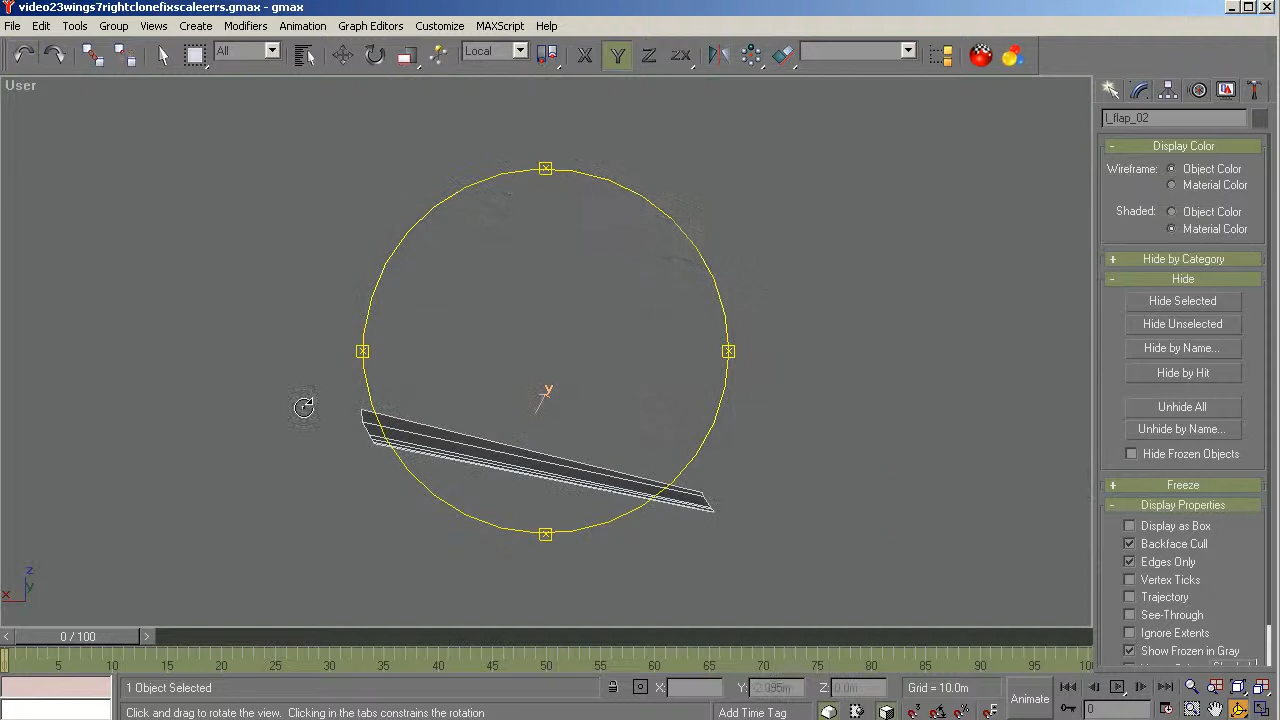 video23wings7rightclonefixscaleerrs.gmax - gmax
File Edit Tools Group Views Create Modifiers Animation Graph Editors Customize MAXScript Help
All Local X Y Z ZX
User
l_flap_02
- Display Color
Wireframe: Object Color
Material Color
Shaded: Object Color
Material Color
+ Hide by Category
- Hide
Hide Selected
Hide Unselected
Hide by Name...
Hide by Hit
Unhide All
Unhide by Name...
Hide Frozen Objects
+ Freeze
- Display Properties
Display as Box
Backface Cull
Edges Only
Vertex Ticks
Trajectory
See-Through
Ignore Extents
Show Frozen in Gray
y
z
x y
< 0 / 100 >
5 10 15 20 25 30 35 40 45 50 55 60 65 70 75 80 85 90 95
1 Object Selected X: Y: -2.095m Z: 0.0m Grid = 10.0m Animate
Click and drag to rotate the view. Clicking in the tabs constrains the rotation Add Time Tag 0